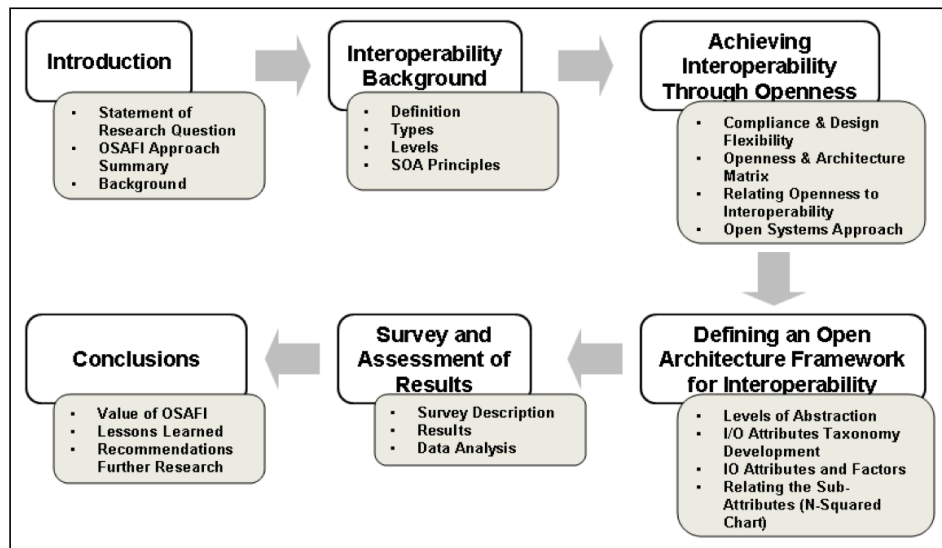 Introduction
▪ Statement of
Research Question
▪ OSAFI Approach
Summary
▪ Background
Interoperability
Background
▪ Definition
▪ Types
▪ Levels
▪ SOA Principles
Achieving
Interoperability
Through Openness
▪ Compliance & Design
Flexibility
▪ Openness & Architecture
Matrix
▪ Relating Openness to
Interoperability
▪ Open Systems Approach
Defining an Open
Architecture Framework
for Interoperability
▪ Levels of Abstraction
▪ I/O Attributes Taxonomy
Development
▪ IO Attributes and Factors
▪ Relating the Sub-
Attributes (N-Squared
Chart)
Survey and
Assessment of
Results
▪ Survey Description
▪ Results
▪ Data Analysis
Conclusions
▪ Value of OSAFI
▪ Lessons Learned
▪ Recommendations
Further Research